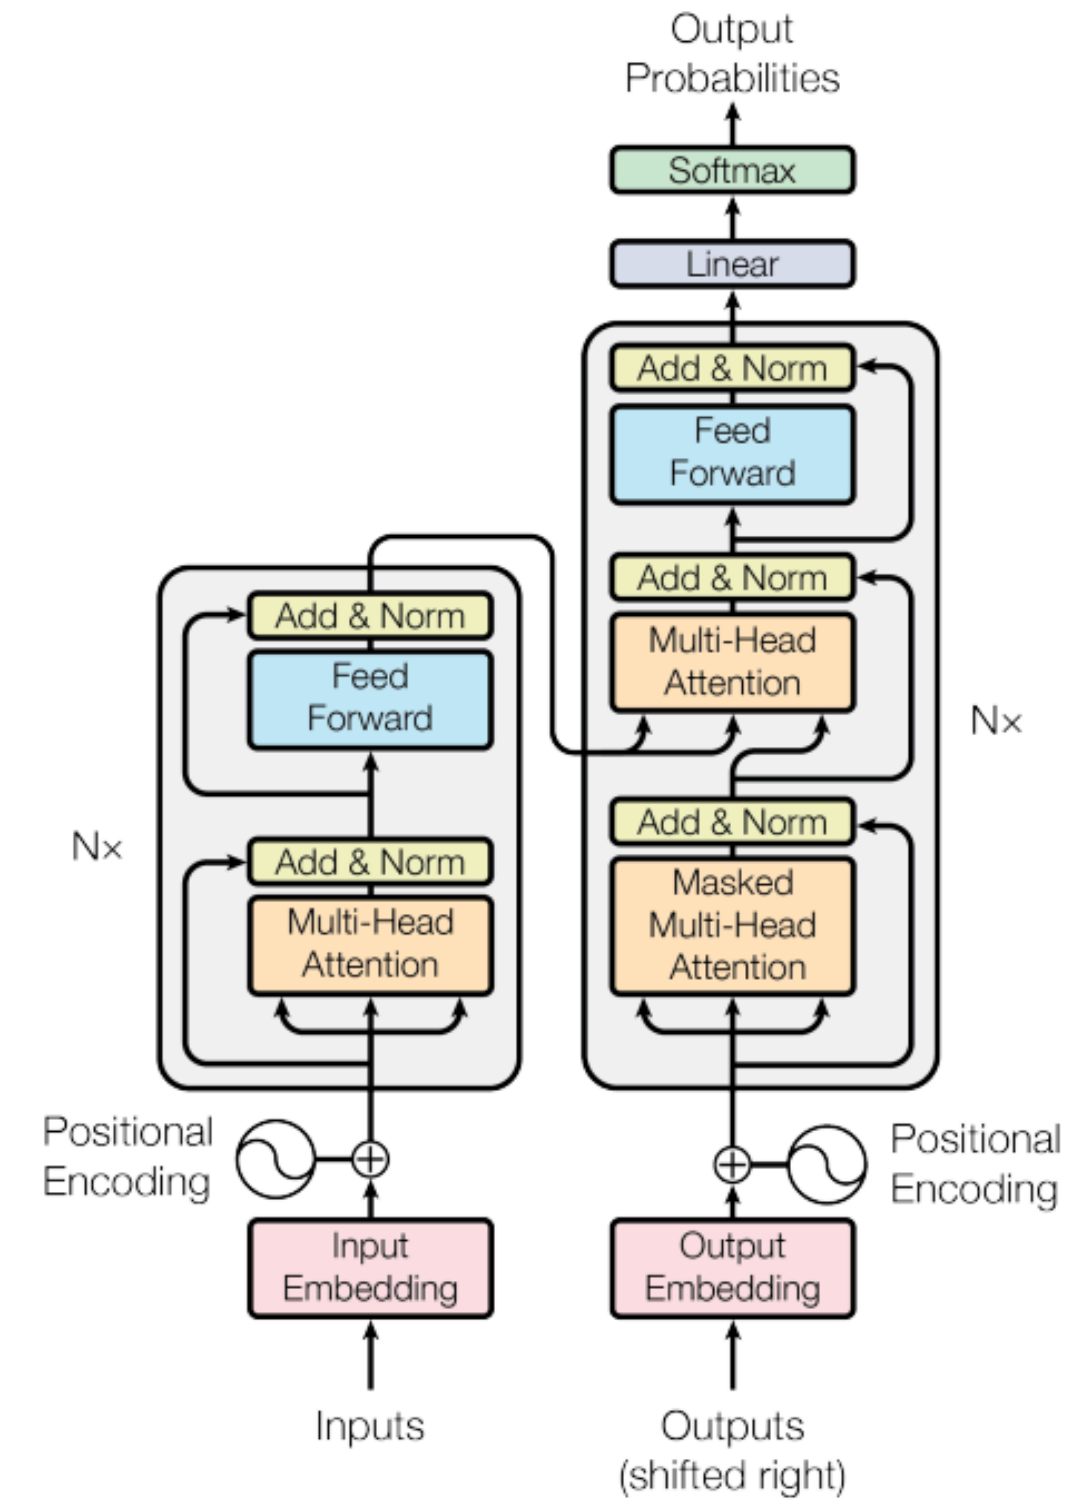 Output
Probabilities
Softmax
Linear
Add & Norm
Feed
Forward
Add & Norm
Multi-Head
Attention
Add & Norm
Masked
Multi-Head
Attention
N×
Positional
Encoding
Output
Embedding
Outputs
(shifted right)
Add & Norm
Feed
Forward
Add & Norm
Multi-Head
Attention
N×
Positional
Encoding
Input
Embedding
Inputs